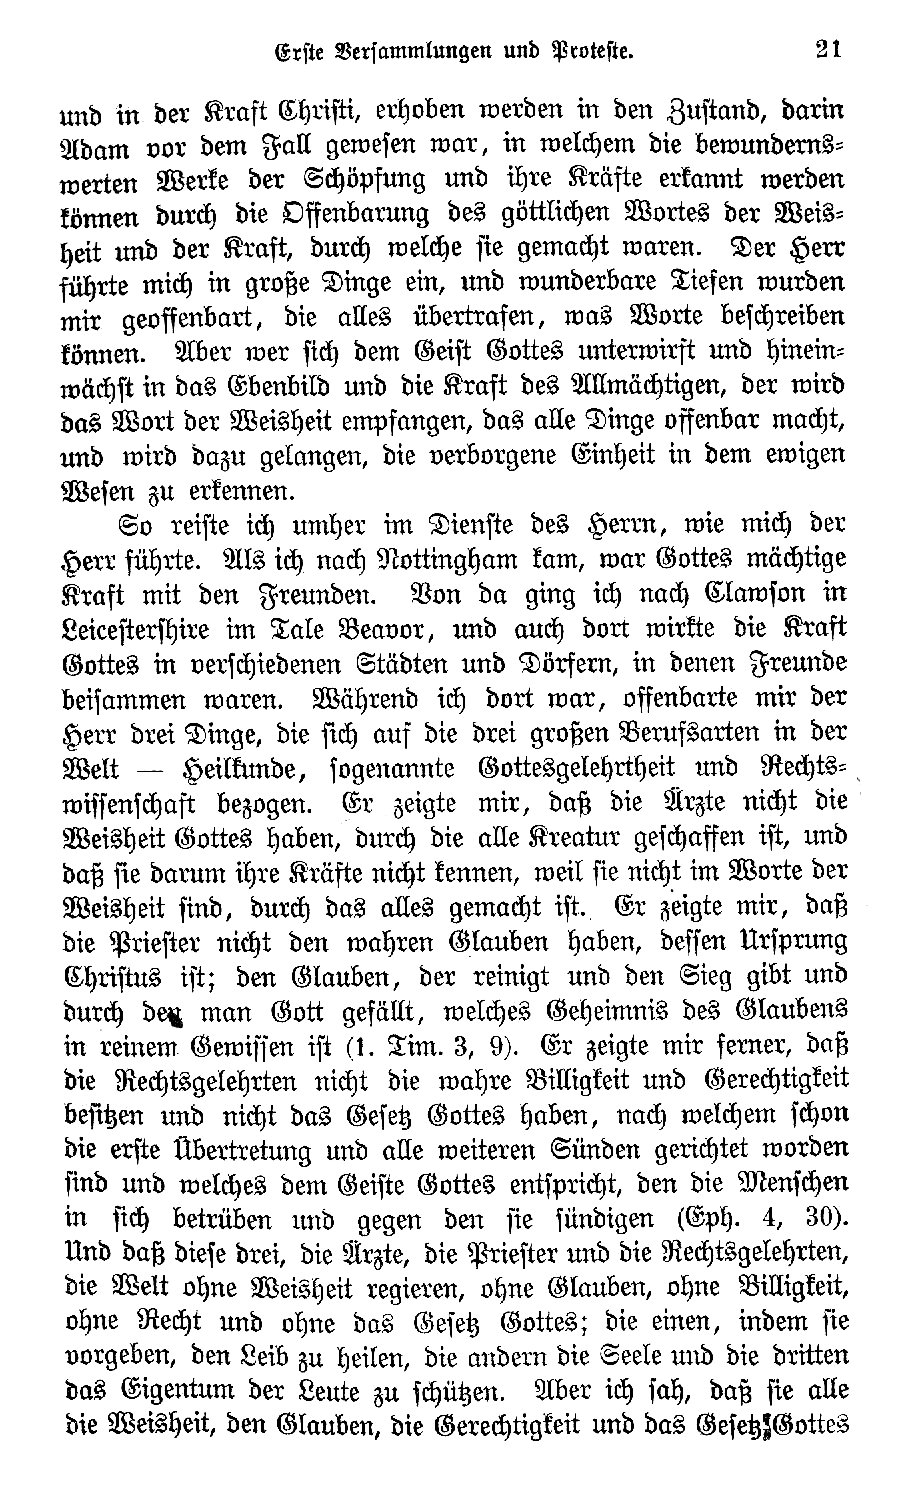 Erste Versammlungen und Proteste. 21
und in der Kraft Christi, erhoben werden in den Zustand, darin
Adam vor dem Fall gewesen war, in welchem die bewunderns-
werten Werke der Schöpfung und ihre Kräfte erkannt werden
können durch die Offenbarung des göttlichen Wortes der Weis-
heit und der Kraft, durch welche sie gemacht waren. Der Herr
führte mich in große Dinge ein, und wunderbare Tiefen wurden
mir geoffenbart, die alles übertrafen, was Worte beschreiben
können. Aber wer sich dem Geist Gottes unterwirft und hinein-
wächst in das Ebenbild und die Kraft des Allmächtigen, der wird
das Wort der Weisheit empfangen, das alle Dinge offenbar macht,
und wird dazu gelangen, die verborgene Einheit in dem ewigen
Wesen zu erkennen.
So reiste ich umher im Dienste des Herrn, wie mich der
Herr führte. Als ich nach Nottingham kam, war Gottes mächtige
Kraft mit den Freunden. Von da ging ich nach Clawson in
Leicestershire im Tale Beavor, und auch dort wirkte die Kraft
Gottes in verschiedenen Städten und Dörfern, in denen Freunde
beisammen waren. Während ich dort war, offenbarte mir der
Herr drei Dinge, die sich auf die drei großen Berufsarten in der
Welt — Heilkunde, sogenannte Gottesgelehrtheit und Rechts-
wissenschaft bezogen. Er zeigte mir, daß die Ärzte nicht die
Weisheit Gottes haben, durch die alle Kreatur geschaffen ist, und
daß sie darum ihre Kräfte nicht kennen, weil sie nicht im Worte der
Weisheit sind, durch das alles gemacht ist. Er zeigte mir, daß
die Priester nicht den wahren Glauben haben, dessen Ursprung
Christus ist; den Glauben, der reinigt und den Sieg gibt und
durch den man Gott gefällt, welches Geheimnis des Glaubens
in reinem Gewissen ist (1. Tim. 3, 9). Er zeigte mir ferner, daß
die Rechtsgelehrten nicht die wahre Billigkeit und Gerechtigkeit
besitzen und nicht das Gesetz Gottes haben, nach welchem schon
die erste Übertretung und alle weiteren Sünden gerichtet worden
sind und welches dem Geiste Gottes entspricht, den die Menschen
in sich betrüben und gegen den sie sündigen (Eph. 4, 30).
Und daß diese drei, die Ärzte, die Priester und die Rechtsgelehrten,
die Welt ohne Weisheit regieren, ohne Glauben, ohne Billigkeit,
ohne Recht und ohne das Gesetz Gottes; die einen, indem sie
vorgeben, den Leib zu heilen, die andern die Seele und die dritten
das Eigentum der Leute zu schützen. Aber ich sah, daß sie alle
die Weisheit, den Glauben, die Gerechtigkeit und das Gesetz Gottes